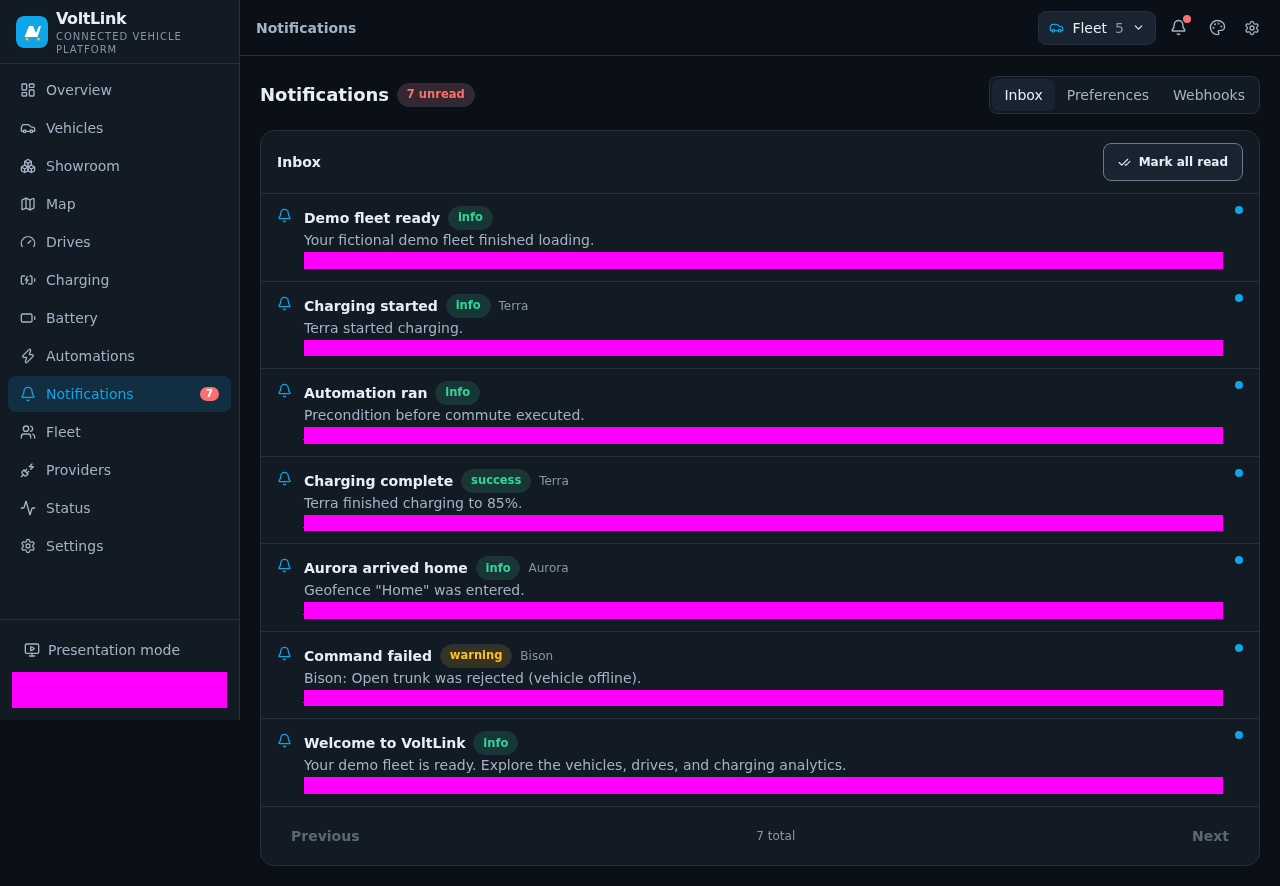 VoltLink
CONNECTED VEHICLE
PLATFORM
Overview
Vehicles
Showroom
Map
Drives
Charging
Battery
Automations
Notifications 7
Fleet
Providers
Status
Settings
Presentation mode
Notifications
Fleet 5
Notifications 7 unread
Inbox Preferences Webhooks
Inbox
Mark all read
Demo fleet ready info
Your fictional demo fleet finished loading.
Charging started info Terra
Terra started charging.
Automation ran info
Precondition before commute executed.
Charging complete success Terra
Terra finished charging to 85%.
Aurora arrived home info Aurora
Geofence "Home" was entered.
Command failed warning Bison
Bison: Open trunk was rejected (vehicle offline).
Welcome to VoltLink info
Your demo fleet is ready. Explore the vehicles, drives, and charging analytics.
Previous 7 total Next